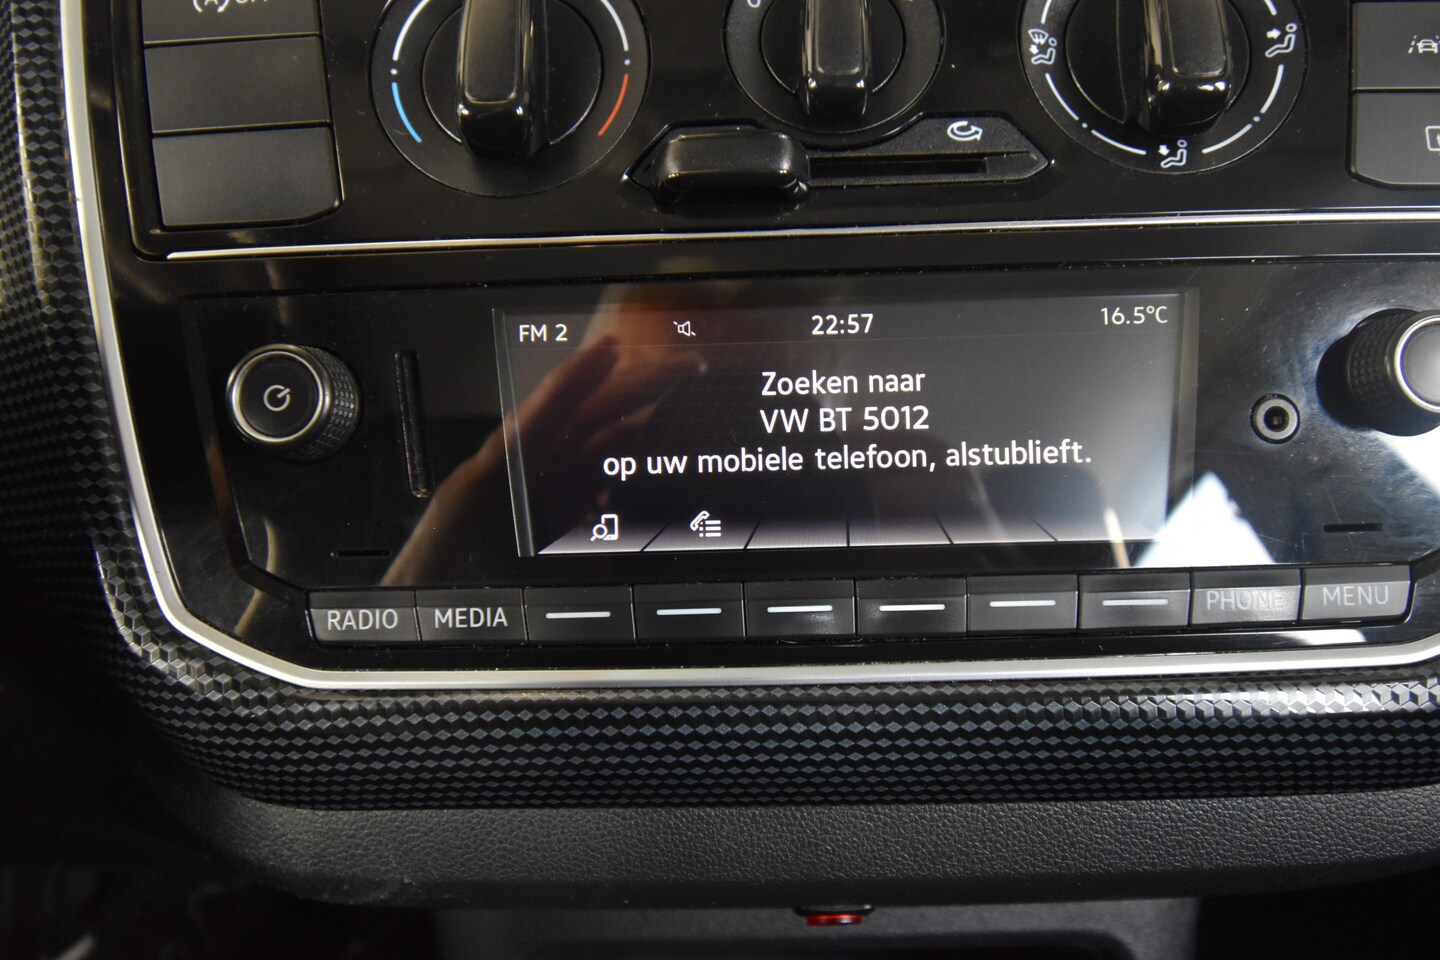 FM 2
22:57
16.5°C
Zoeken naar
VW BT 5012
op uw mobiele telefoon, alstublieft.
RADIO
MEDIA
PHONE
MENU